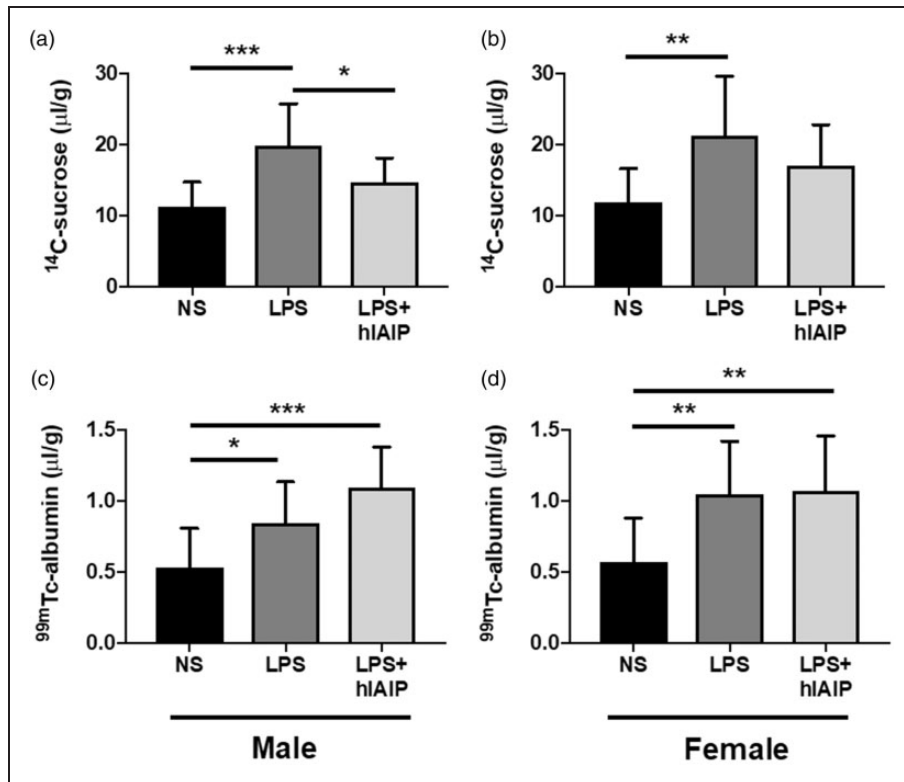 (a)
***
*
30
20
10
0
¹⁴C-sucrose (µl/g)
NS
LPS
LPS+
hIAIP
(b)
**
30
20
10
0
¹⁴C-sucrose (µl/g)
NS
LPS
LPS+
hIAIP
(c)
***
*
1.5
1.0
0.5
0.0
⁹⁹ᵐTc-albumin (µl/g)
NS
LPS
LPS+
hIAIP
Male
(d)
**
**
1.5
1.0
0.5
0.0
⁹⁹ᵐTc-albumin (µl/g)
NS
LPS
LPS+
hIAIP
Female